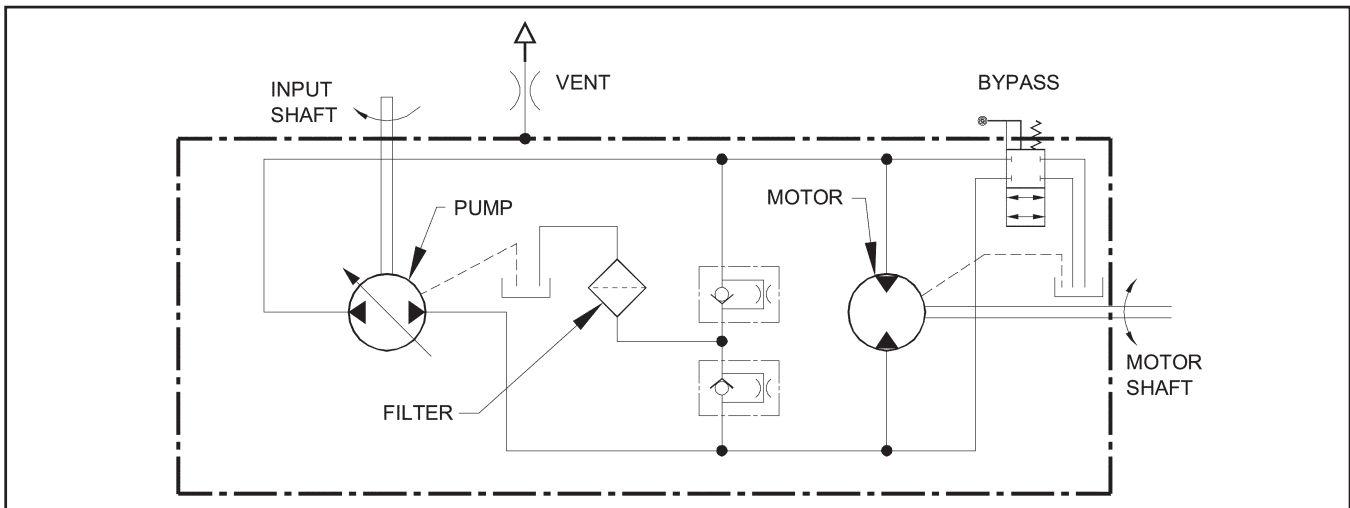 VENT
INPUT
SHAFT
BYPASS
PUMP
MOTOR
FILTER
MOTOR
SHAFT